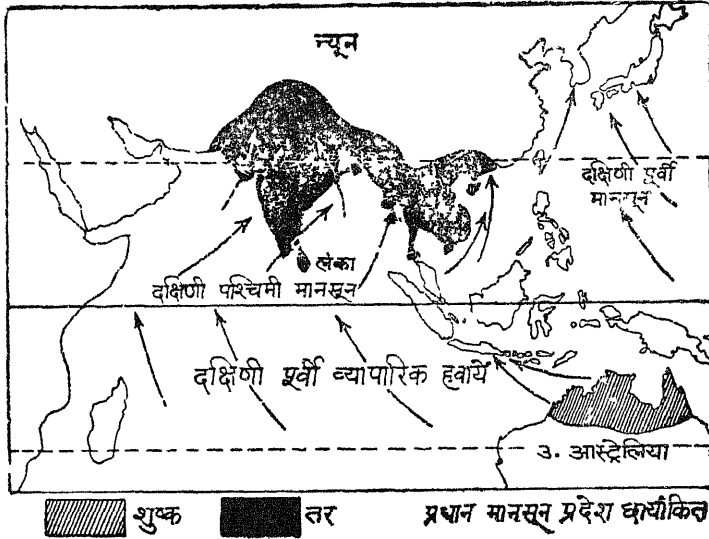 न्यून
दक्षिणी पूर्वी
मानसून
लंका
दक्षिणी पश्चिमी मानसून
दक्षिणी पूर्वी व्यापारिक हवायें
उ. आस्ट्रेलिया
शुष्क
तर
प्रधान मानसून प्रदेश छायांकित